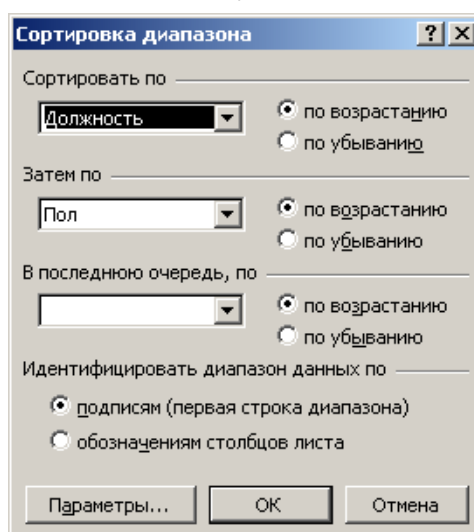 Сортировка диапазона
Сортировать по
Должность
по возрастанию
по убыванию
Затем по
Пол
по возрастанию
по убыванию
В последнюю очередь, по
по возрастанию
по убыванию
Идентифицировать диапазон данных по
подписям (первая строка диапазона)
обозначениям столбцов листа
Параметры...
ОК
Отмена